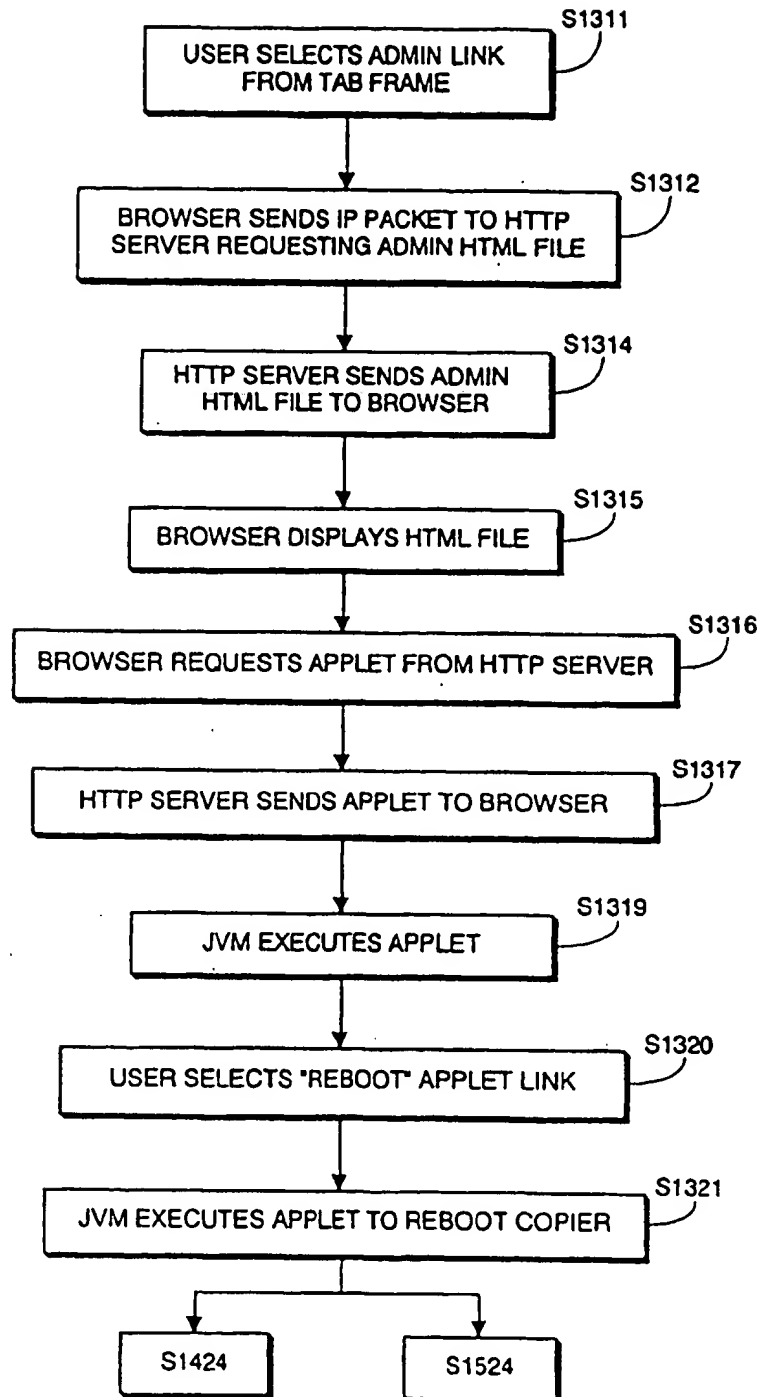 S1311
USER SELECTS ADMIN LINK
FROM TAB FRAME
S1312
BROWSER SENDS IP PACKET TO HTTP
SERVER REQUESTING ADMIN HTML FILE
S1314
HTTP SERVER SENDS ADMIN
HTML FILE TO BROWSER
S1315
BROWSER DISPLAYS HTML FILE
S1316
BROWSER REQUESTS APPLET FROM HTTP SERVER
S1317
HTTP SERVER SENDS APPLET TO BROWSER
S1319
JVM EXECUTES APPLET
S1320
USER SELECTS "REBOOT" APPLET LINK
S1321
JVM EXECUTES APPLET TO REBOOT COPIER
S1424
S1524